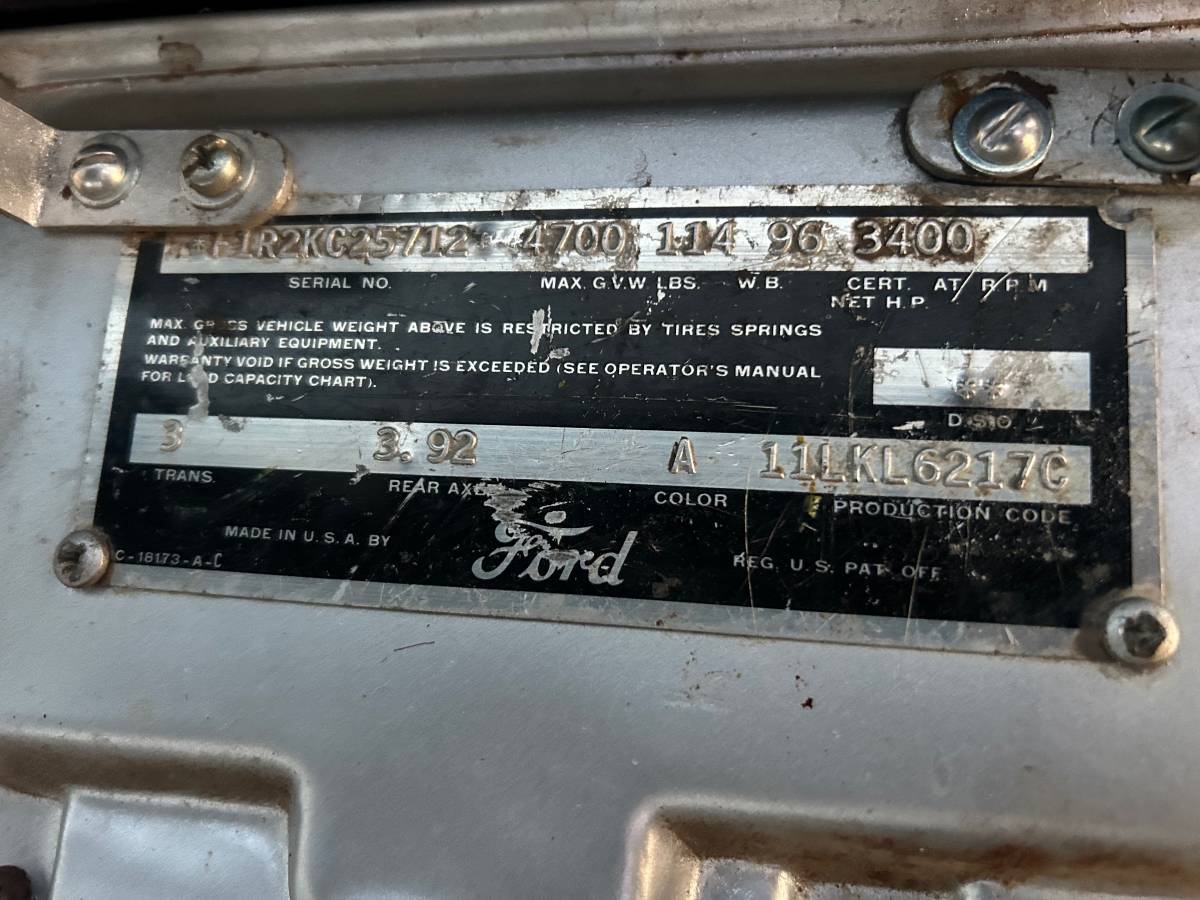 *F1R2KC25712* 4700 114 96 3400
SERIAL NO. MAX. G.V.W. LBS. W.B. CERT. AT R P M
NET H.P.
MAX. GROSS VEHICLE WEIGHT ABOVE IS RESTRICTED BY TIRES SPRINGS
AND AUXILIARY EQUIPMENT.
WARRANTY VOID IF GROSS WEIGHT IS EXCEEDED (SEE OPERATOR'S MANUAL
FOR LOAD CAPACITY CHART).
D S O
3 3.92 A 11LKL6217C
TRANS. REAR AXLE COLOR PRODUCTION CODE
MADE IN U. S. A. BY Ford REG. U. S. PAT. OFF.
C-18173-A-C